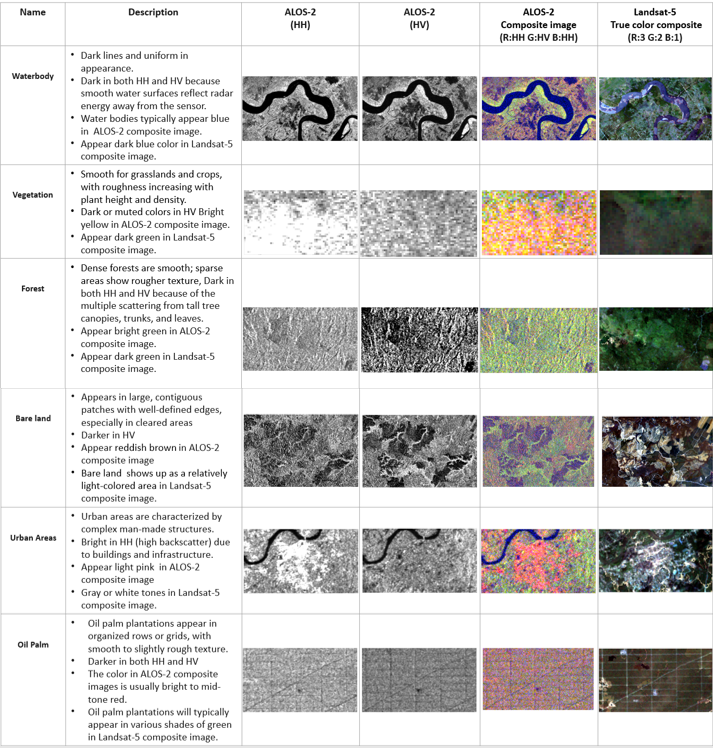 Name Description ALOS-2 ALOS-2 ALOS-2 Landsat-5
(HH) (HV) Composite image True color composite
(R:HH G:HV B:HH) (R:3 G:2 B:1)
Waterbody
• Dark lines and uniform in
appearance.
• Dark in both HH and HV because
smooth water surfaces reflect radar
energy away from the sensor.
• Water bodies typically appear blue
in ALOS-2 composite image.
• Appear dark blue color in Landsat-5
composite image.
Vegetation
• Smooth for grasslands and crops,
with roughness increasing with
plant height and density.
• Dark or muted colors in HV Bright
yellow in ALOS-2 composite image.
• Appear dark green in Landsat-5
composite image.
Forest
• Dense forests are smooth; sparse
areas show rougher texture, Dark in
both HH and HV because of the
multiple scattering from tall tree
canopies, trunks, and leaves.
• Appear bright green in ALOS-2
composite image.
• Appear dark green in Landsat-5
composite image.
Bare land
• Appears in large, contiguous
patches with well-defined edges,
especially in cleared areas
• Darker in HV
• Appear reddish brown in ALOS-2
composite image
• Bare land shows up as a relatively
light-colored area in Landsat-5
composite image.
Urban Areas
• Urban areas are characterized by
complex man-made structures.
• Bright in HH (high backscatter) due
to buildings and infrastructure.
• Appear light pink in ALOS-2
composite image
• Gray or white tones in Landsat-5
composite image.
Oil Palm
• Oil palm plantations appear in
organized rows or grids, with
smooth to slightly rough texture.
• Darker in both HH and HV
• The color in ALOS-2 composite
images is usually bright to mid-
tone red.
• Oil palm plantations will typically
appear in various shades of green
in Landsat-5 composite image.